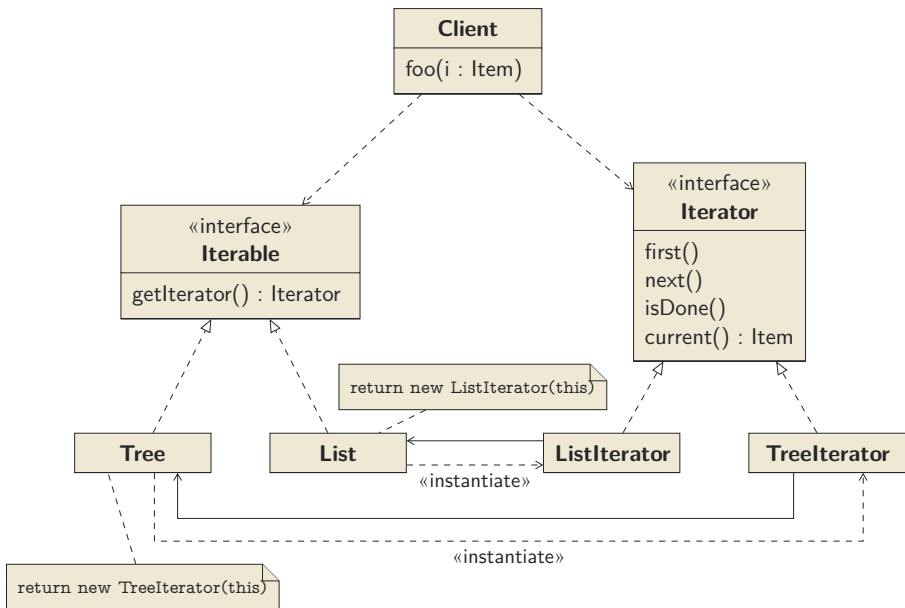 Client
foo(i : Item)
«interface»
Iterator
first()
next()
isDone()
current() : Item
«interface»
Iterable
getIterator() : Iterator
return new ListIterator(this)
Tree
List
ListIterator
TreeIterator
«instantiate»
«instantiate»
return new TreeIterator(this)